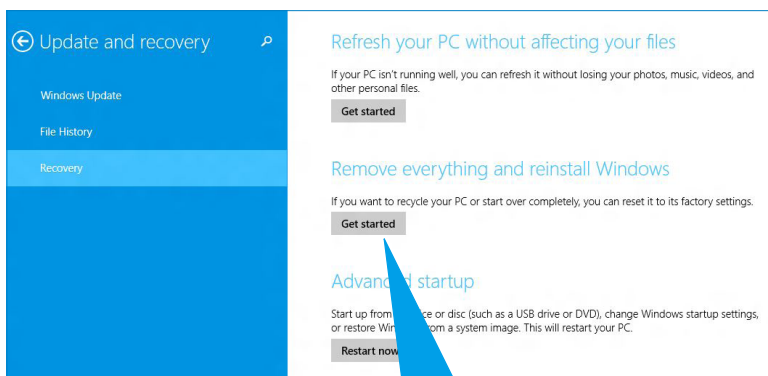 Update and recovery
Windows Update
File History
Recovery
Refresh your PC without affecting your files
If your PC isn't running well, you can refresh it without losing your photos, music, videos, and
other personal files.
Get started
Remove everything and reinstall Windows
If you want to recycle your PC or start over completely, you can reset it to its factory settings.
Get started
Advanced startup
Start up from ce or disc (such as a USB drive or DVD), change Windows startup settings,
or restore Win om a system image. This will restart your PC.
Restart now